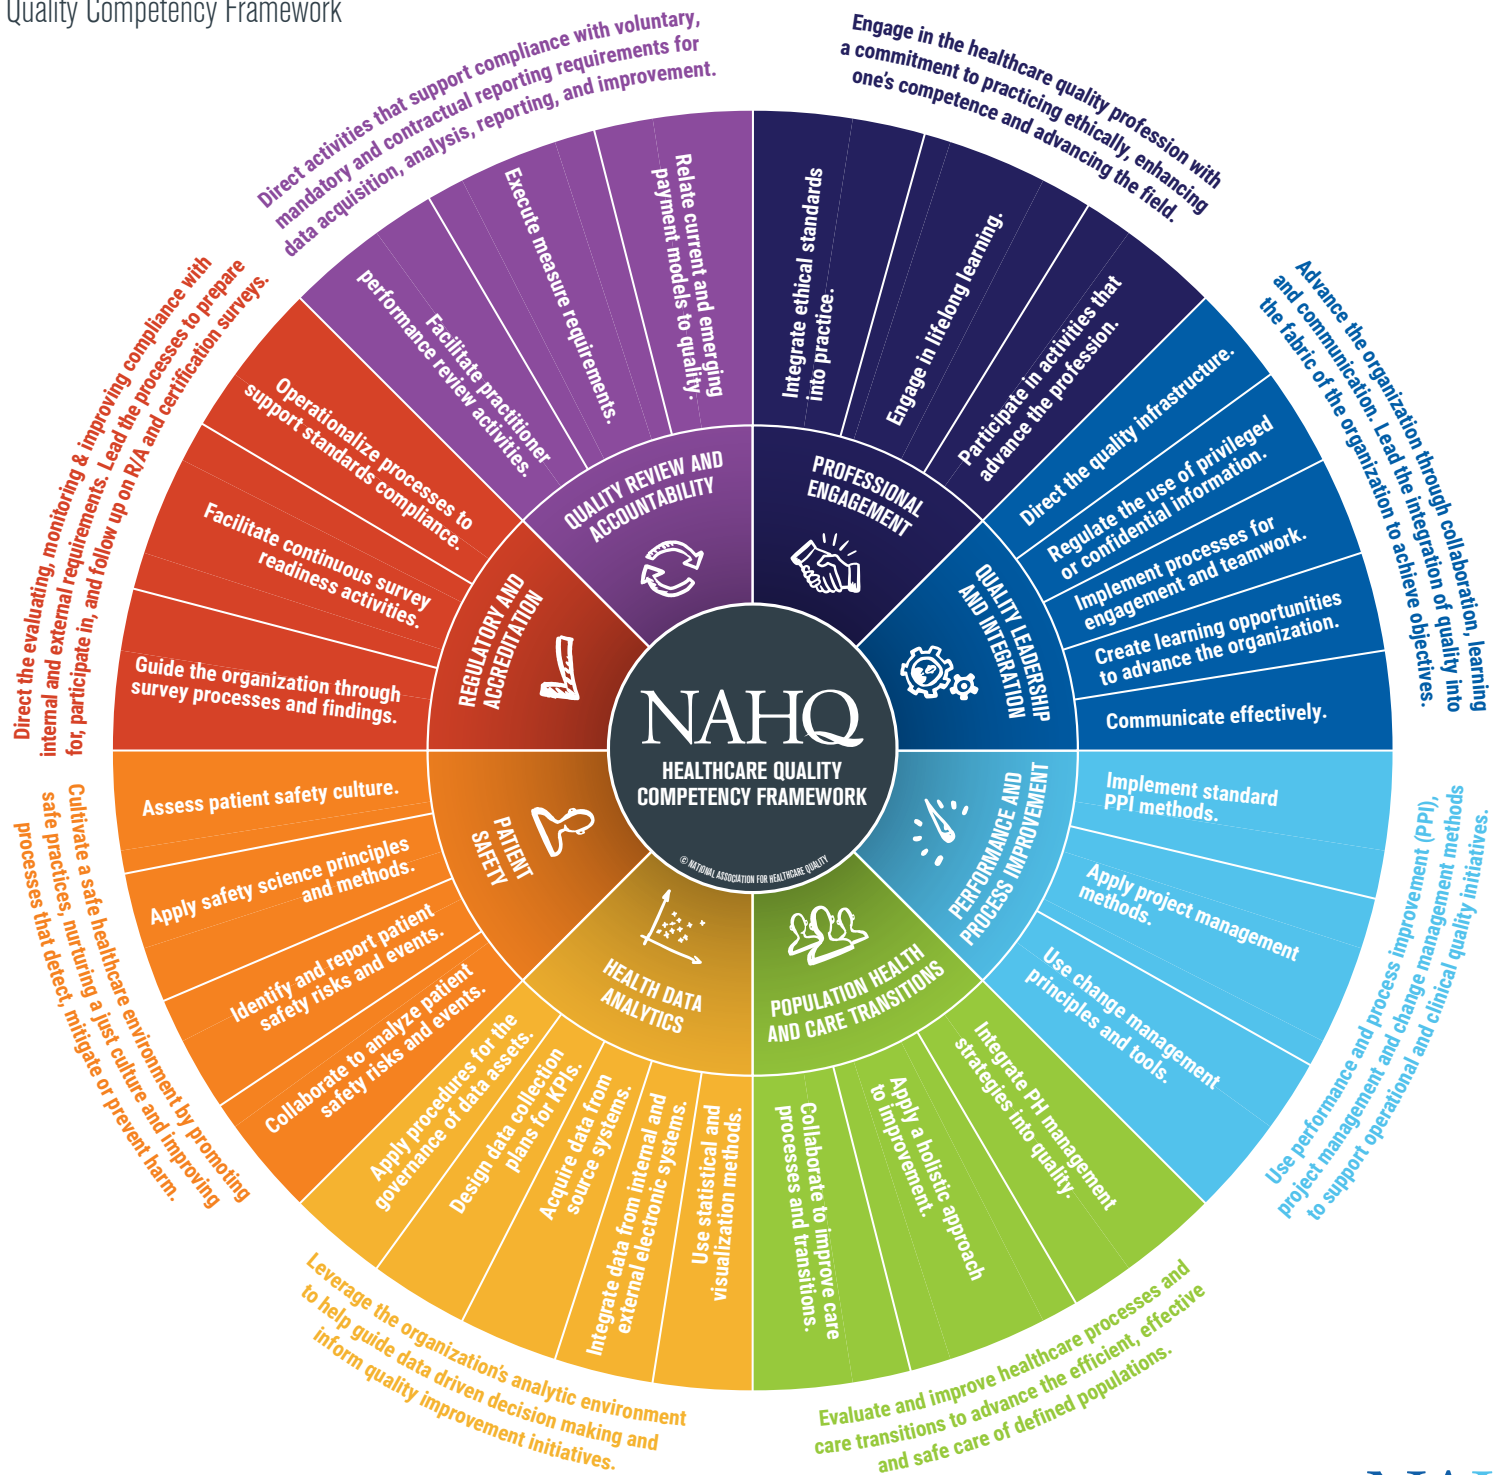 Quality Competency Framework
Direct activities that support compliance with voluntary,
mandatory and contractual reporting requirements for
data acquisition, analysis, reporting, and improvement.
Engage in the healthcare quality profession with
a commitment to practicing ethically, enhancing
one's competence and advancing the field.
Advance the organization through collaboration, learning
and communication. Lead the integration of quality into
the fabric of the organization to achieve objectives.
Use performance and process improvement (PPI),
project management and change management methods
to support operational and clinical quality initiatives.
Evaluate and improve healthcare processes and
care transitions to advance the efficient, effective
and safe care of defined populations.
Leverage the organization's analytic environment
to help guide data driven decision making and
inform quality improvement initiatives.
Cultivate a safe healthcare environment by promoting
safe practices, nurturing a just culture and improving
processes that detect, mitigate or prevent harm.
Direct the evaluating, monitoring & improving compliance with
internal and external requirements. Lead the processes to prepare
for, participate in, and follow up on R/A and certification surveys.
QUALITY REVIEW AND
ACCOUNTABILITY
Facilitate practitioner
performance review activities.
Execute measure requirements.
Relate current and emerging
payment models to quality.
PROFESSIONAL
ENGAGEMENT
Integrate ethical standards
into practice.
Engage in lifelong learning.
Participate in activities that
advance the profession.
QUALITY LEADERSHIP
AND INTEGRATION
Direct the quality infrastructure.
Regulate the use of privileged
or confidential information.
Implement processes for
engagement and teamwork.
Create learning opportunities
to advance the organization.
Communicate effectively.
PERFORMANCE AND
PROCESS IMPROVEMENT
Implement standard
PPI methods.
Apply project management
methods.
Use change management
principles and tools.
POPULATION HEALTH
AND CARE TRANSITIONS
Integrate PH management
strategies into quality.
Apply a holistic approach
to improvement.
Collaborate to improve care
processes and transitions.
HEALTH DATA
ANALYTICS
Use statistical and
visualization methods.
Integrate data from internal and
external electronic systems.
Acquire data from
source systems.
Design data collection
plans for KPIs.
Apply procedures for the
governance of data assets.
PATIENT
SAFETY
Collaborate to analyze patient
safety risks and events.
Identify and report patient
safety risks and events.
Apply safety science principles
and methods.
Assess patient safety culture.
REGULATORY AND
ACCREDITATION
Guide the organization through
survey processes and findings.
Facilitate continuous survey
readiness activities.
Operationalize processes to
support standards compliance.
NAHQ
HEALTHCARE QUALITY
COMPETENCY FRAMEWORK
© NATIONAL ASSOCIATION FOR HEALTHCARE QUALITY